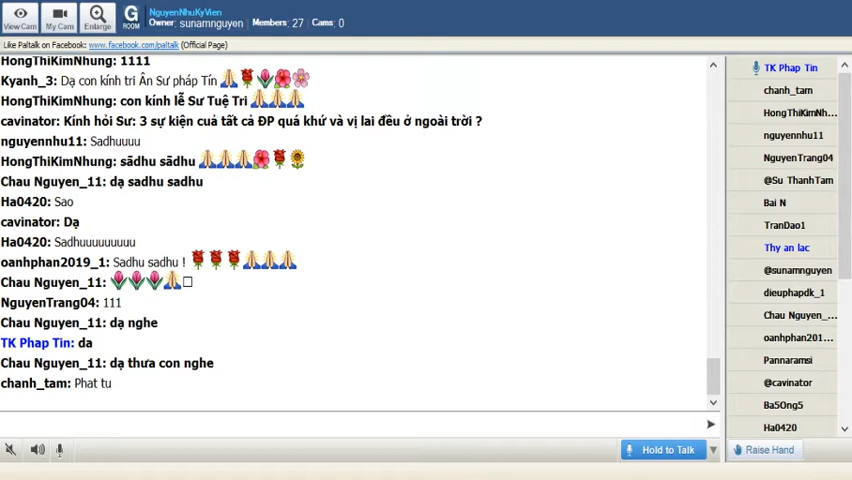 View Cam
My Cam
Enlarge
G
ROOM
NguyenNhuKyVien
Owner: sunamnguyen Members: 27 Cams: 0
Like Paltalk on Facebook: www.facebook.com/paltalk (Official Page)
HongThiKimNhung: 1111
Kyanh_3: Dạ con kính tri Ân Sư pháp Tín
HongThiKimNhung: con kính lễ Sư Tuệ Tri
cavinator: Kính hỏi Sư: 3 sự kiện cuả tất cả ĐP quá khứ và vị lai đều ở ngoài trời ?
nguyennhu11: Sadhuuuu
HongThiKimNhung: sādhu sādhu
Chau Nguyen_11: dạ sadhu sadhu
Ha0420: Sao
cavinator: Dạ
Ha0420: Sadhuuuuuuuuu
oanhphan2019_1: Sadhu sadhu !
Chau Nguyen_11:
NguyenTrang04: 111
Chau Nguyen_11: dạ nghe
TK Phap Tin: da
Chau Nguyen_11: dạ thưa con nghe
chanh_tam: Phat tu
TK Phap Tin
chanh_tam
HongThiKimNh...
nguyennhu11
NguyenTrang04
@Su ThanhTam
Bai N
TranDao1
Thy an lac
@sunamnguyen
dieuphapdk_1
Chau Nguyen_...
oanhphan201...
Pannaramsi
@cavinator
Ba5Ong5
Ha0420
Hold to Talk
Raise Hand